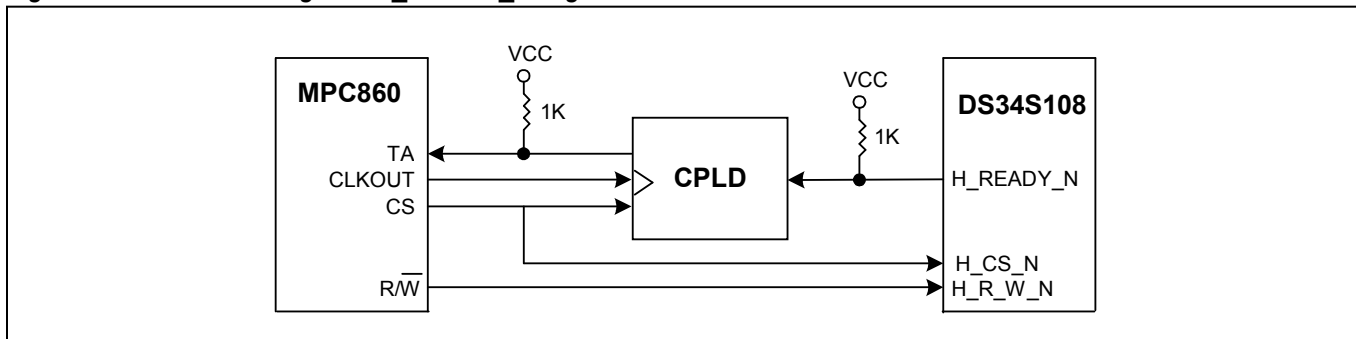 MPC860
VCC
1K
TA
CLKOUT
CS
R/W̅
CPLD
VCC
1K
DS34S108
H_READY_N
H_CS_N
H_R_W_N